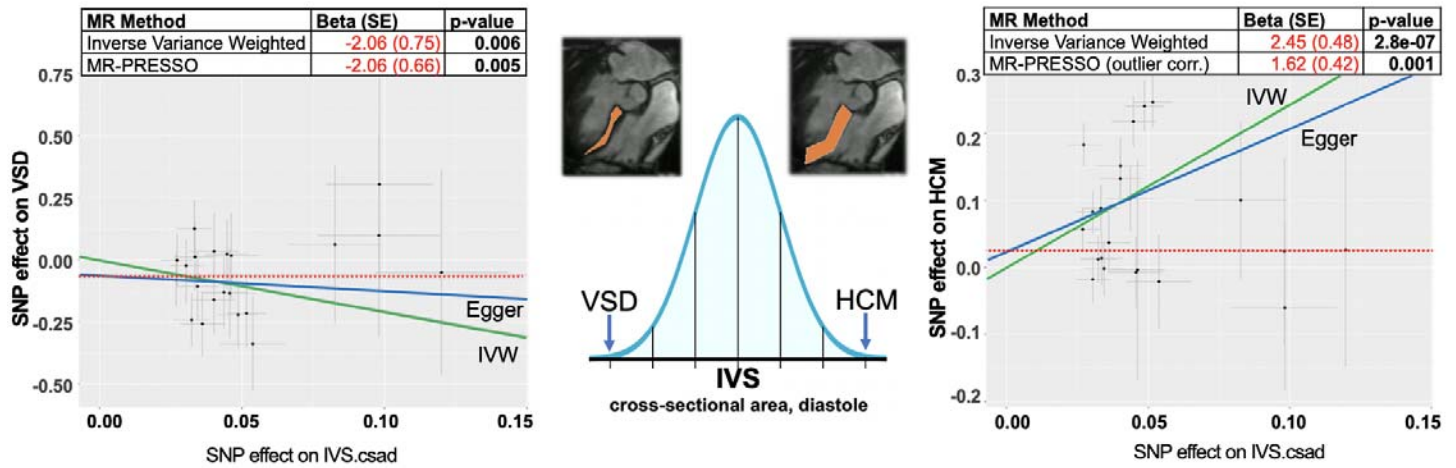 MR Method Beta (SE) p-value
Inverse Variance Weighted -2.06 (0.75) 0.006
MR-PRESSO -2.06 (0.66) 0.005
SNP effect on VSD
0.75
0.50
0.25
0.00
-0.25
-0.50
Egger
IVW
0.00 0.05 0.10 0.15
SNP effect on IVS.csad
VSD
HCM
IVS
cross-sectional area, diastole
MR Method Beta (SE) p-value
Inverse Variance Weighted 2.45 (0.48) 2.8e-07
MR-PRESSO (outlier corr.) 1.62 (0.42) 0.001
SNP effect on HCM
0.3
0.2
0.1
0.0
-0.1
-0.2
IVW
Egger
0.00 0.05 0.10 0.15
SNP effect on IVS.csad